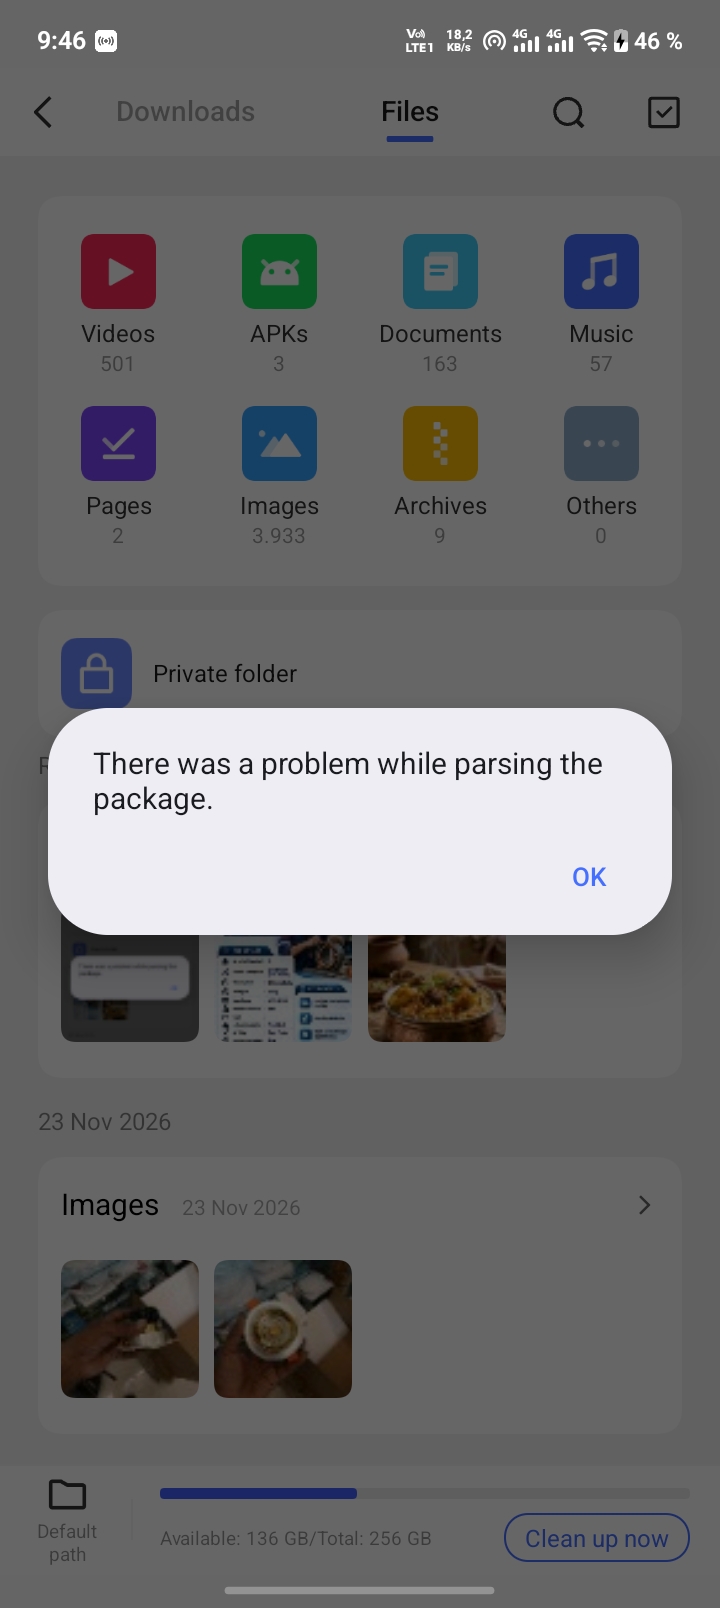 9:46
Vo) LTE1 18,2 KB/s 4G 4G 46 %
Downloads Files
Videos APKs Documents Music
501 3 163 57
Pages Images Archives Others
2 3.933 9 0
Private folder
There was a problem while parsing the
package.
OK
23 Nov 2026
Images 23 Nov 2026
Default
path
Available: 136 GB/Total: 256 GB
Clean up now